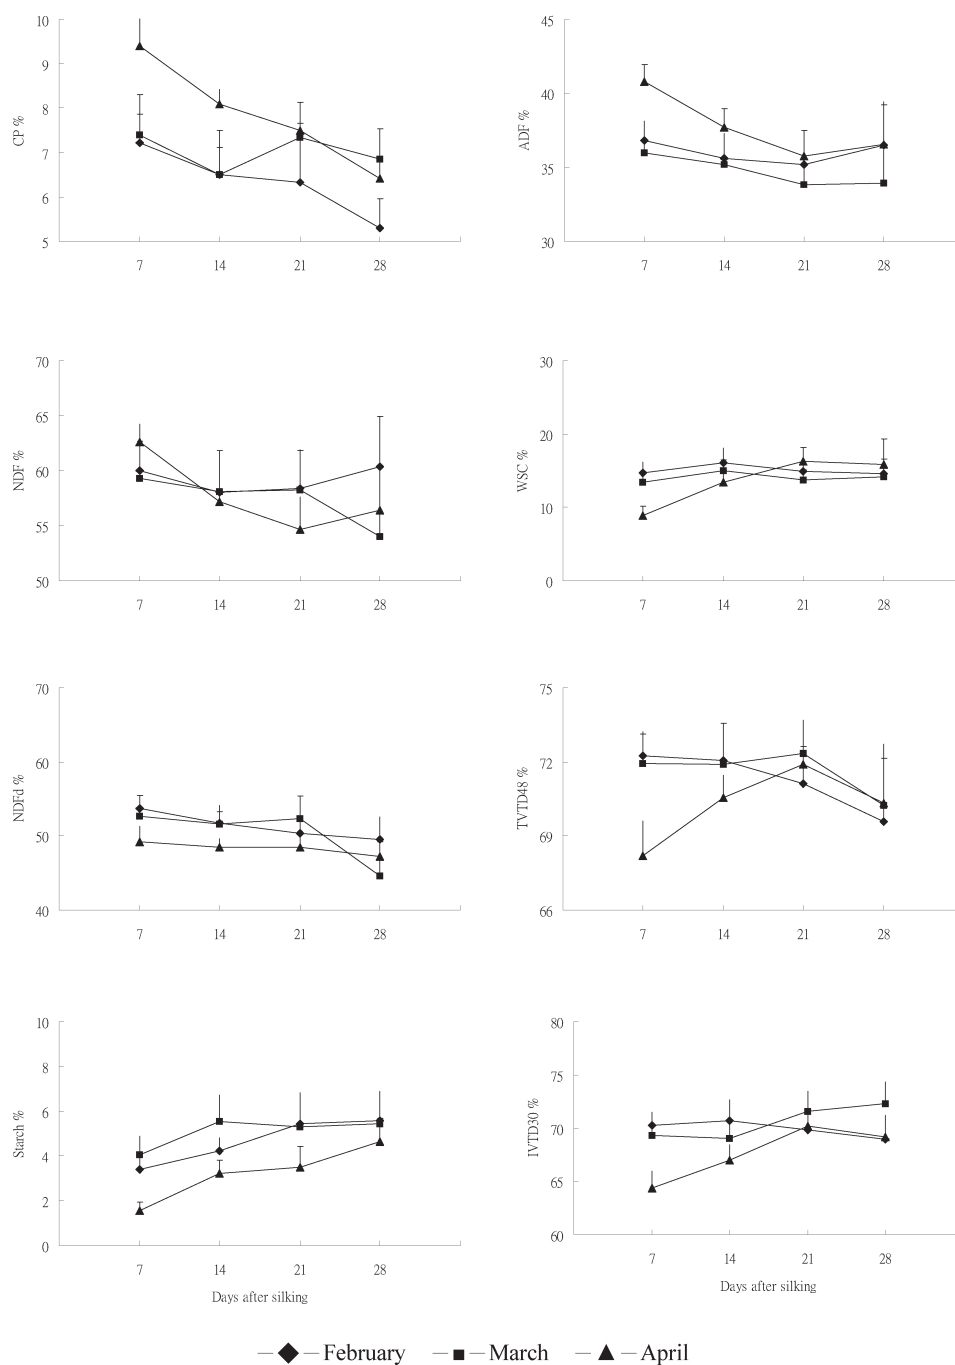 CP %
10
9
8
7
6
5
7 14 21 28
ADF %
45
40
35
30
7 14 21 28
NDF %
70
65
60
55
50
7 14 21 28
WSC %
30
20
10
0
7 14 21 28
NDFd %
70
60
50
40
7 14 21 28
TVTD48 %
75
72
69
66
7 14 21 28
Starch %
10
8
6
4
2
0
7 14 21 28
Days after silking
IVTD30 %
80
75
70
65
60
7 14 21 28
Days after silking
February March April